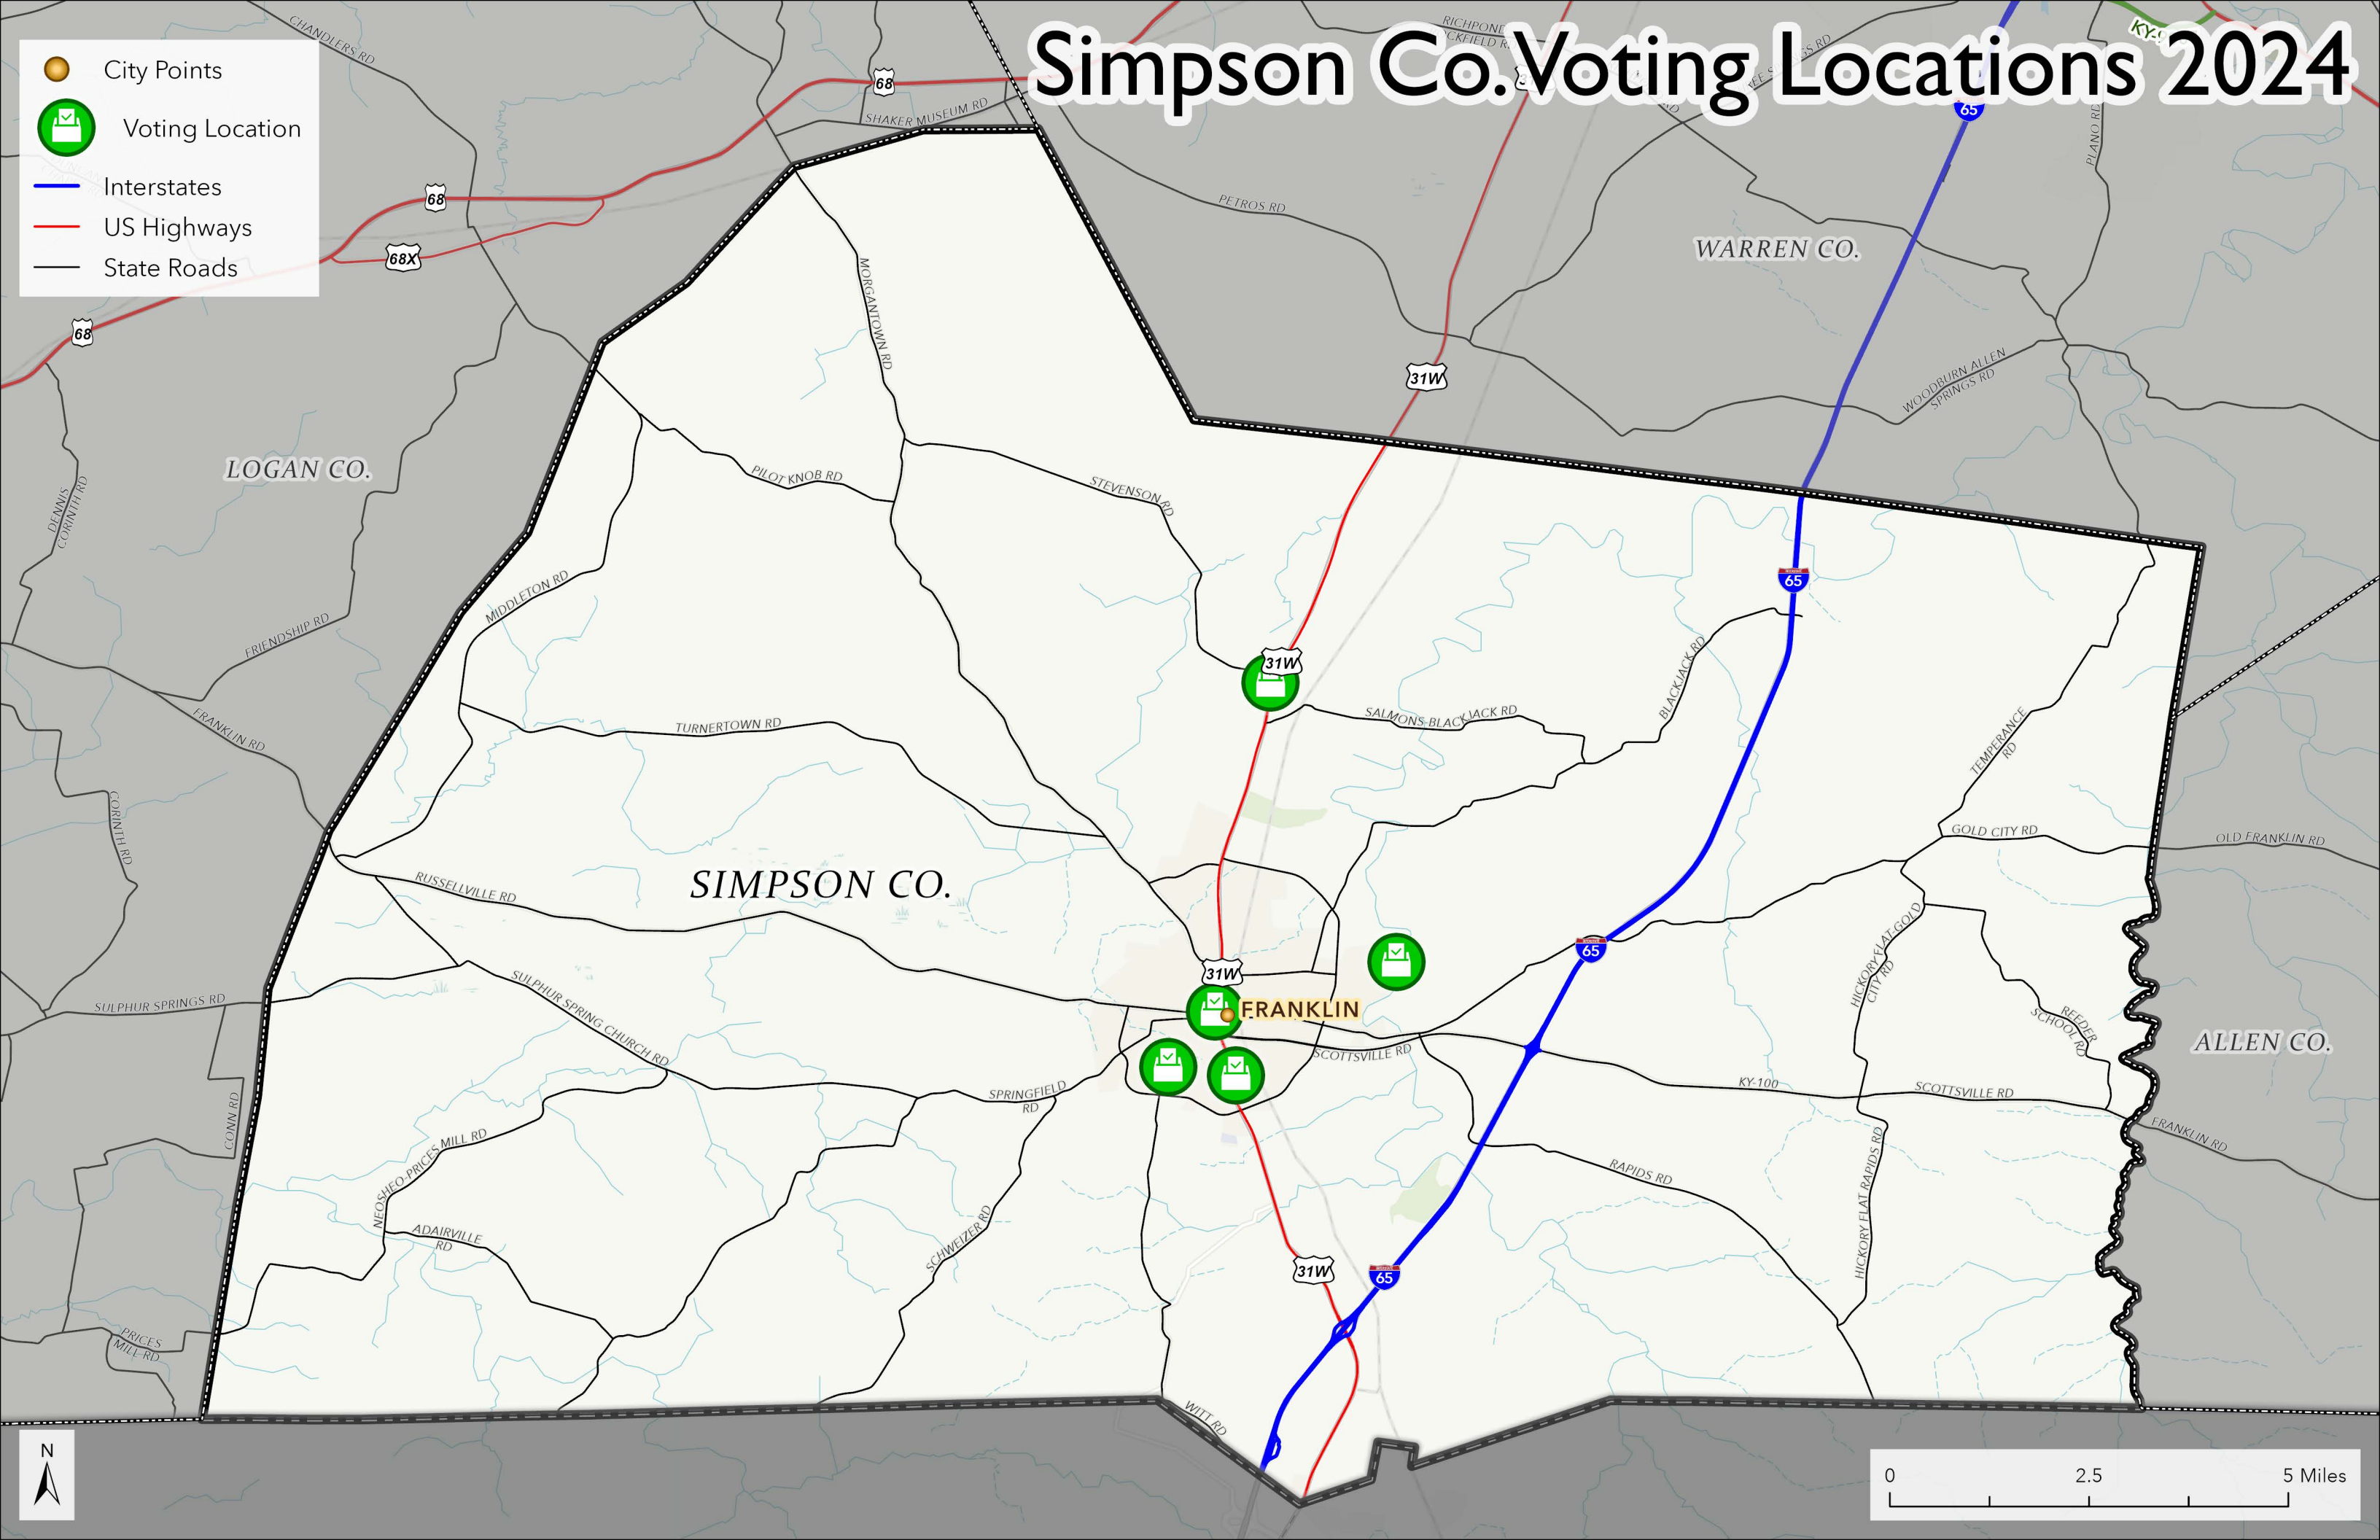 Simpson Co. Voting Locations 2024
City Points
Voting Location
Interstates
US Highways
State Roads
CHANDLERS RD
68
SHAKER MUSEUM RD
RICHPOND
65
PLANO RD
68
68X
68
PETROS RD
WARREN CO.
MORGANTOWN RD
31W
WOODBURN ALLEN
SPRINGS RD
LOGAN CO.
DENNIS
CORINTH RD
PILOT KNOB RD
STEVENSON RD
65
MIDDLETON RD
FRIENDSHIP RD
31W
FRANKLIN RD
TURNERTOWN RD
SALMONS-BLACKJACK RD
BLACKJACK RD
TEMPERANCE
RD
CORINTH RD
GOLD CITY RD
OLD FRANKLIN RD
SIMPSON CO.
RUSSELLVILLE RD
HICKORY FLAT-GOLD
CITY RD
65
31W
SULPHUR SPRINGS RD
SULPHUR SPRING CHURCH RD
FRANKLIN
REEDER
SCHOOL RD
ALLEN CO.
SCOTTSVILLE RD
KY-100
SCOTTSVILLE RD
SPRINGFIELD
RD
CONN RD
FRANKLIN RD
NEOSHEO-PRICES MILL RD
RAPIDS RD
HICKORY FLAT RAPIDS RD
ADAIRVILLE
RD
SCHWEIZER RD
31W
65
PRICES
MILL RD
WITT RD
N
0 2.5 5 Miles